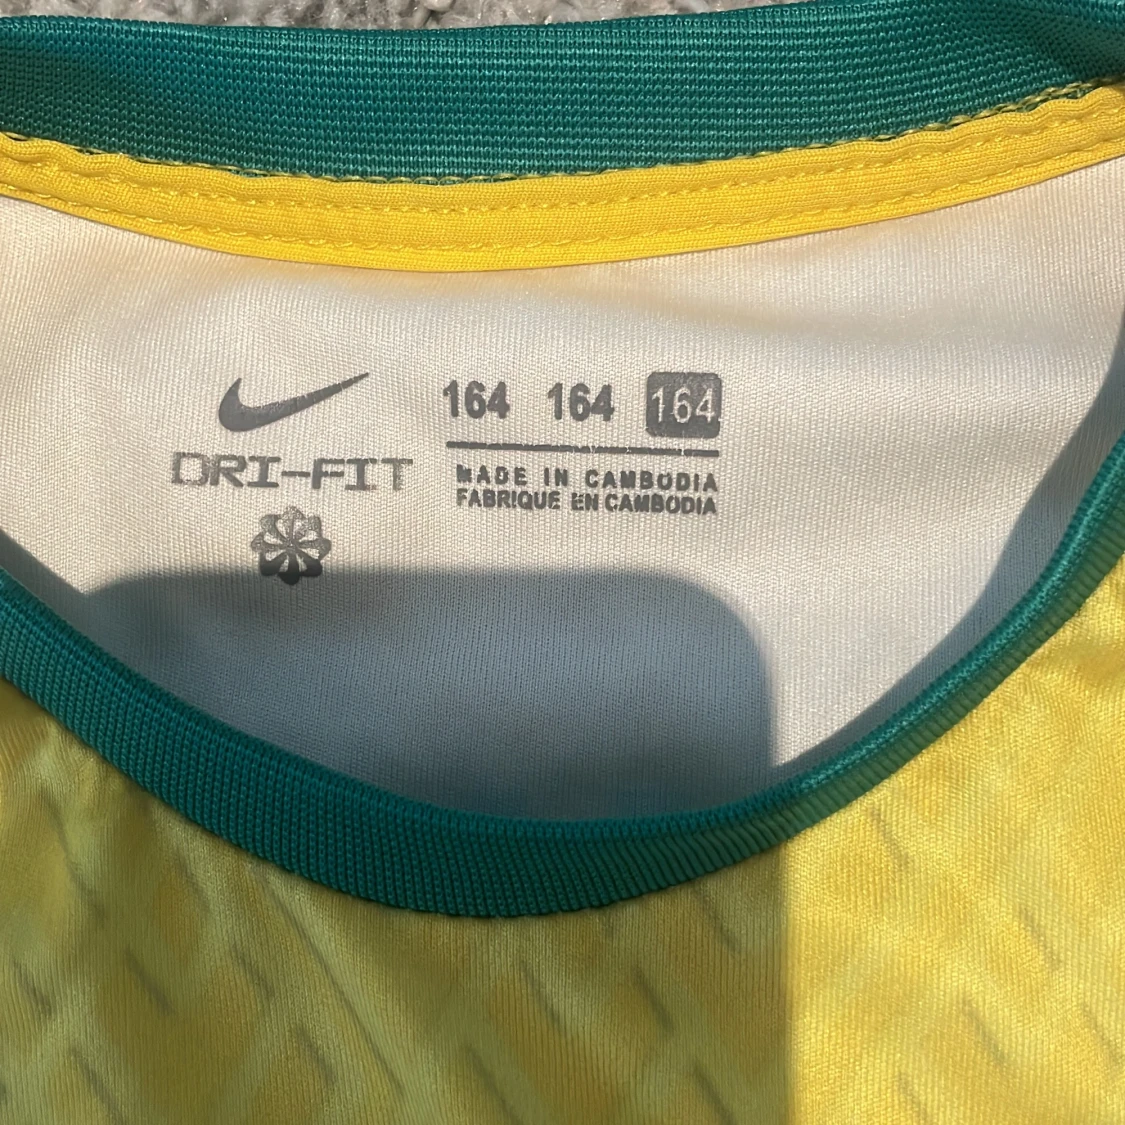 164 164 164
DRI-FIT
MADE IN CAMBODIA
FABRIQUE EN CAMBODIA